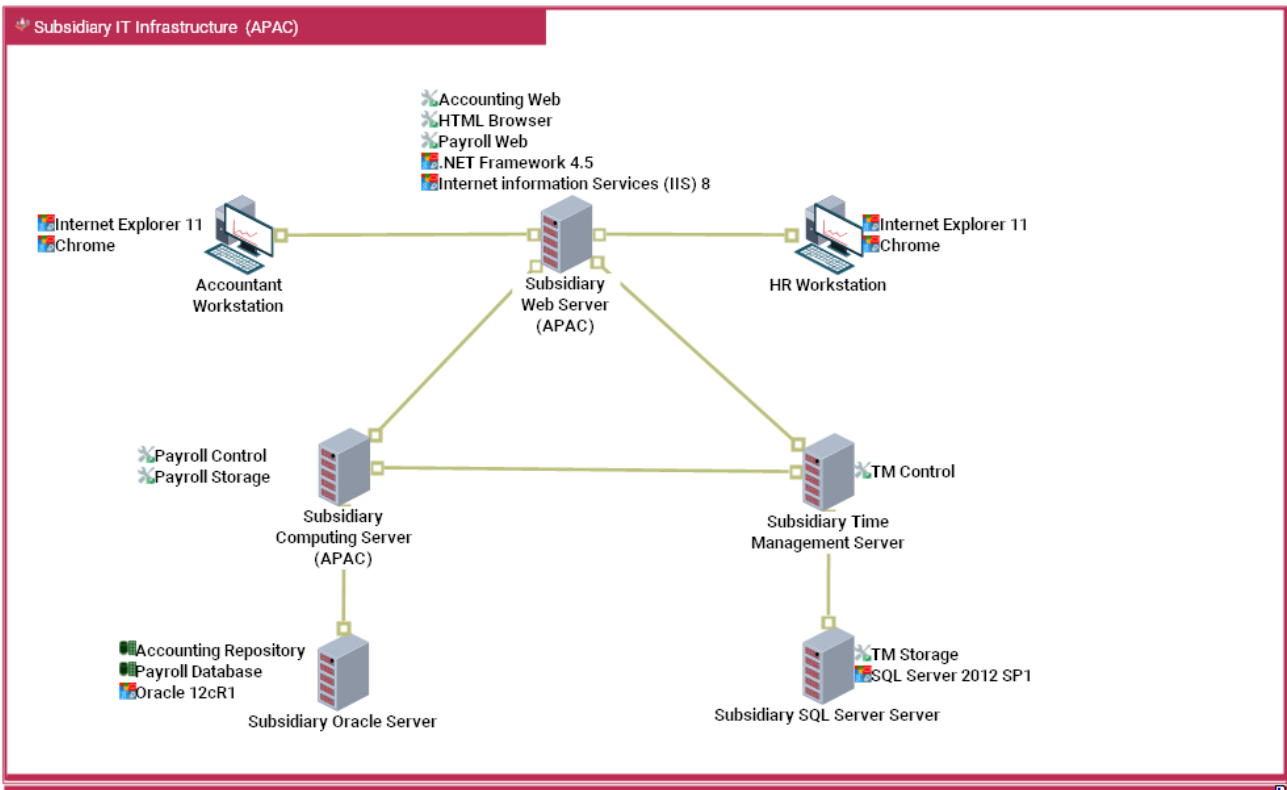 Subsidiary IT Infrastructure (APAC)
Accounting Web
HTML Browser
Payroll Web
.NET Framework 4.5
Internet information Services (IIS) 8
Internet Explorer 11
Chrome
Accountant
Workstation
Subsidiary
Web Server
(APAC)
Internet Explorer 11
Chrome
HR Workstation
Payroll Control
Payroll Storage
Subsidiary
Computing Server
(APAC)
TM Control
Subsidiary Time
Management Server
Accounting Repository
Payroll Database
Oracle 12cR1
Subsidiary Oracle Server
TM Storage
SQL Server 2012 SP1
Subsidiary SQL Server Server